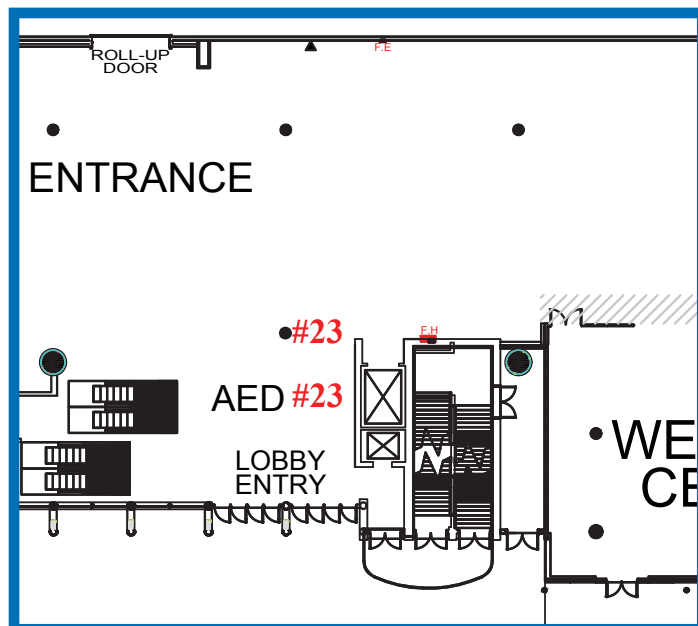 ROLL-UP
DOOR
F.E
ENTRANCE
#23
F.H
AED #23
LOBBY
ENTRY
WE
CE